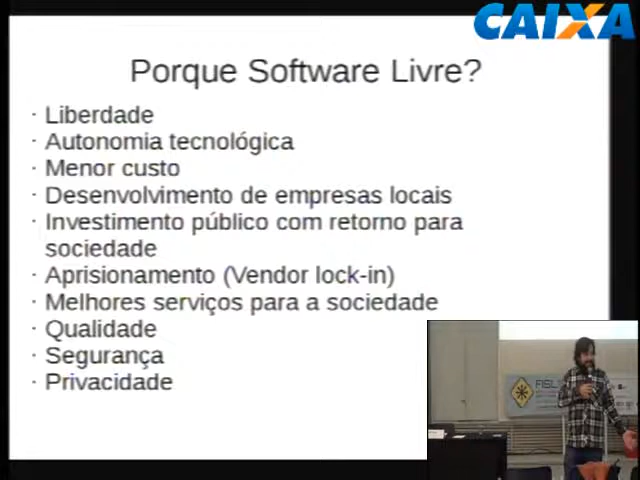 CAIXA
Porque Software Livre?
· Liberdade
· Autonomia tecnológica
· Menor custo
· Desenvolvimento de empresas locais
· Investimento público com retorno para
sociedade
· Aprisionamento (Vendor lock-in)
· Melhores serviços para a sociedade
· Qualidade
· Segurança
· Privacidade
FISL